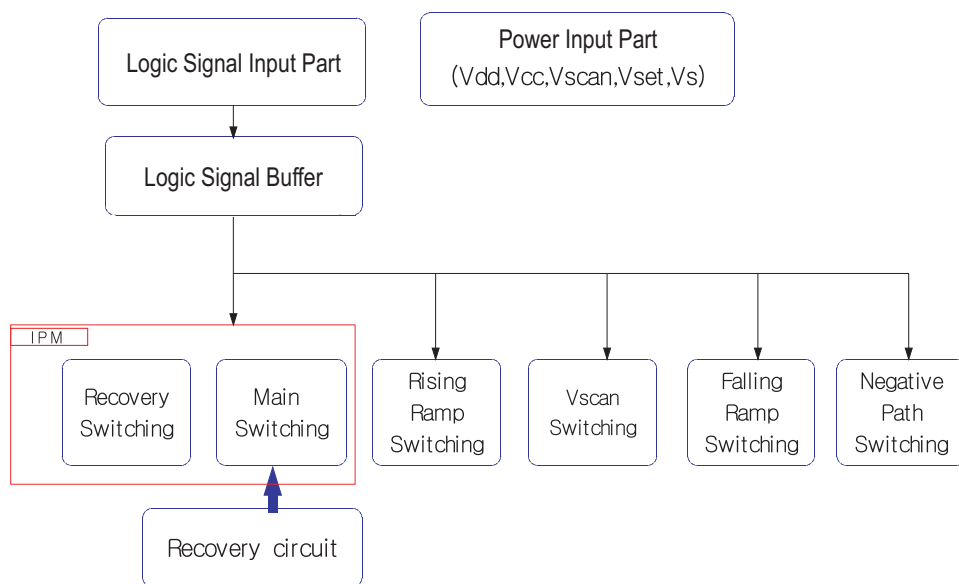 Logic Signal Input Part
Power Input Part
(Vdd,Vcc,Vscan,Vset,Vs)
Logic Signal Buffer
IPM
Recovery
Switching
Main
Switching
Rising
Ramp
Switching
Vscan
Switching
Falling
Ramp
Switching
Negative
Path
Switching
Recovery circuit